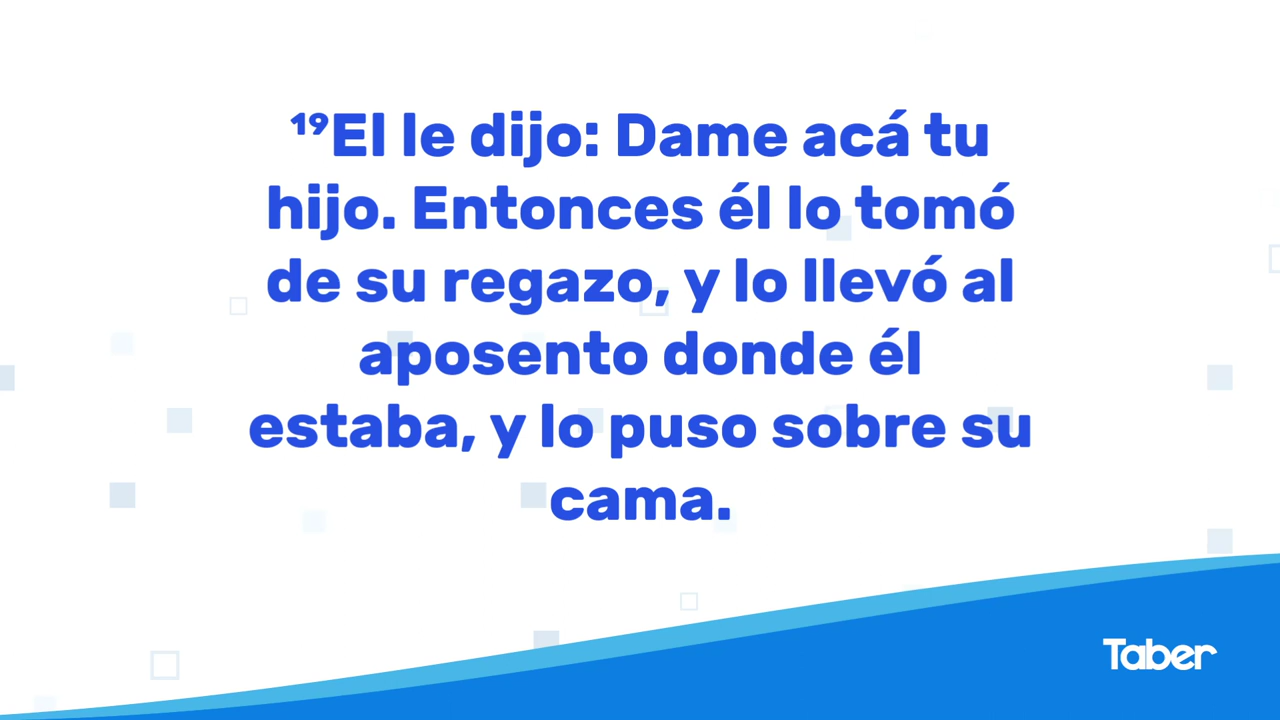 ¹⁹El le dijo: Dame acá tu
hijo. Entonces él lo tomó
de su regazo, y lo llevó al
aposento donde él
estaba, y lo puso sobre su
cama.
Taber